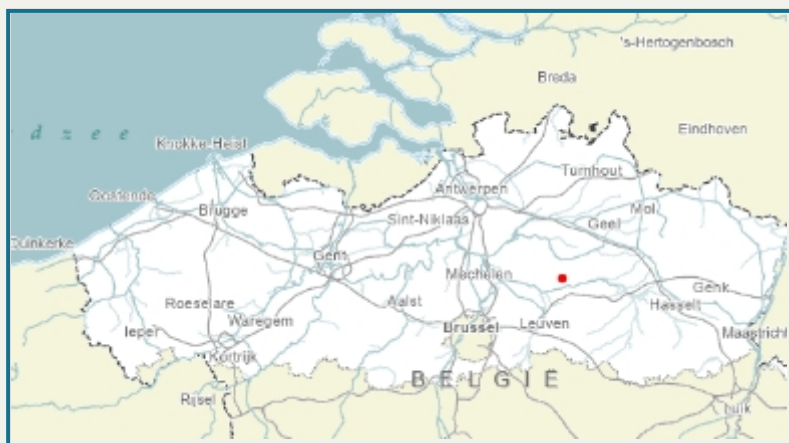 's-Hertogenbosch
Breda
dzee
Eindhoven
Knokke-Heist
Turnhout
Antwerpen
Oostende
Mol
Brugge
Sint-Niklaas
Geel
Duinkerke
Gent
Mechelen
Genk
Roeselare
Aalst
Hasselt
Waregem
Brussel
Leuven
Ieper
Maastricht
Kortrijk
BELGIË
Rijsel
Luik